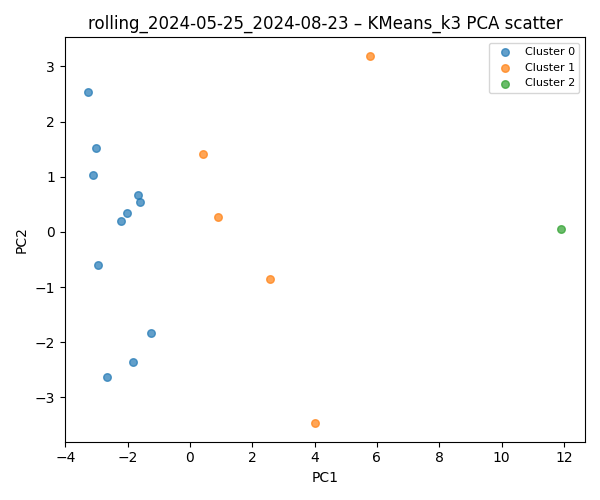 rolling_2024-05-25_2024-08-23 – KMeans_k3 PCA scatter
Cluster 0
Cluster 1
Cluster 2
3
2
1
0
−1
−2
−3
PC2
−4
−2
0
2
4
6
8
10
12
PC1